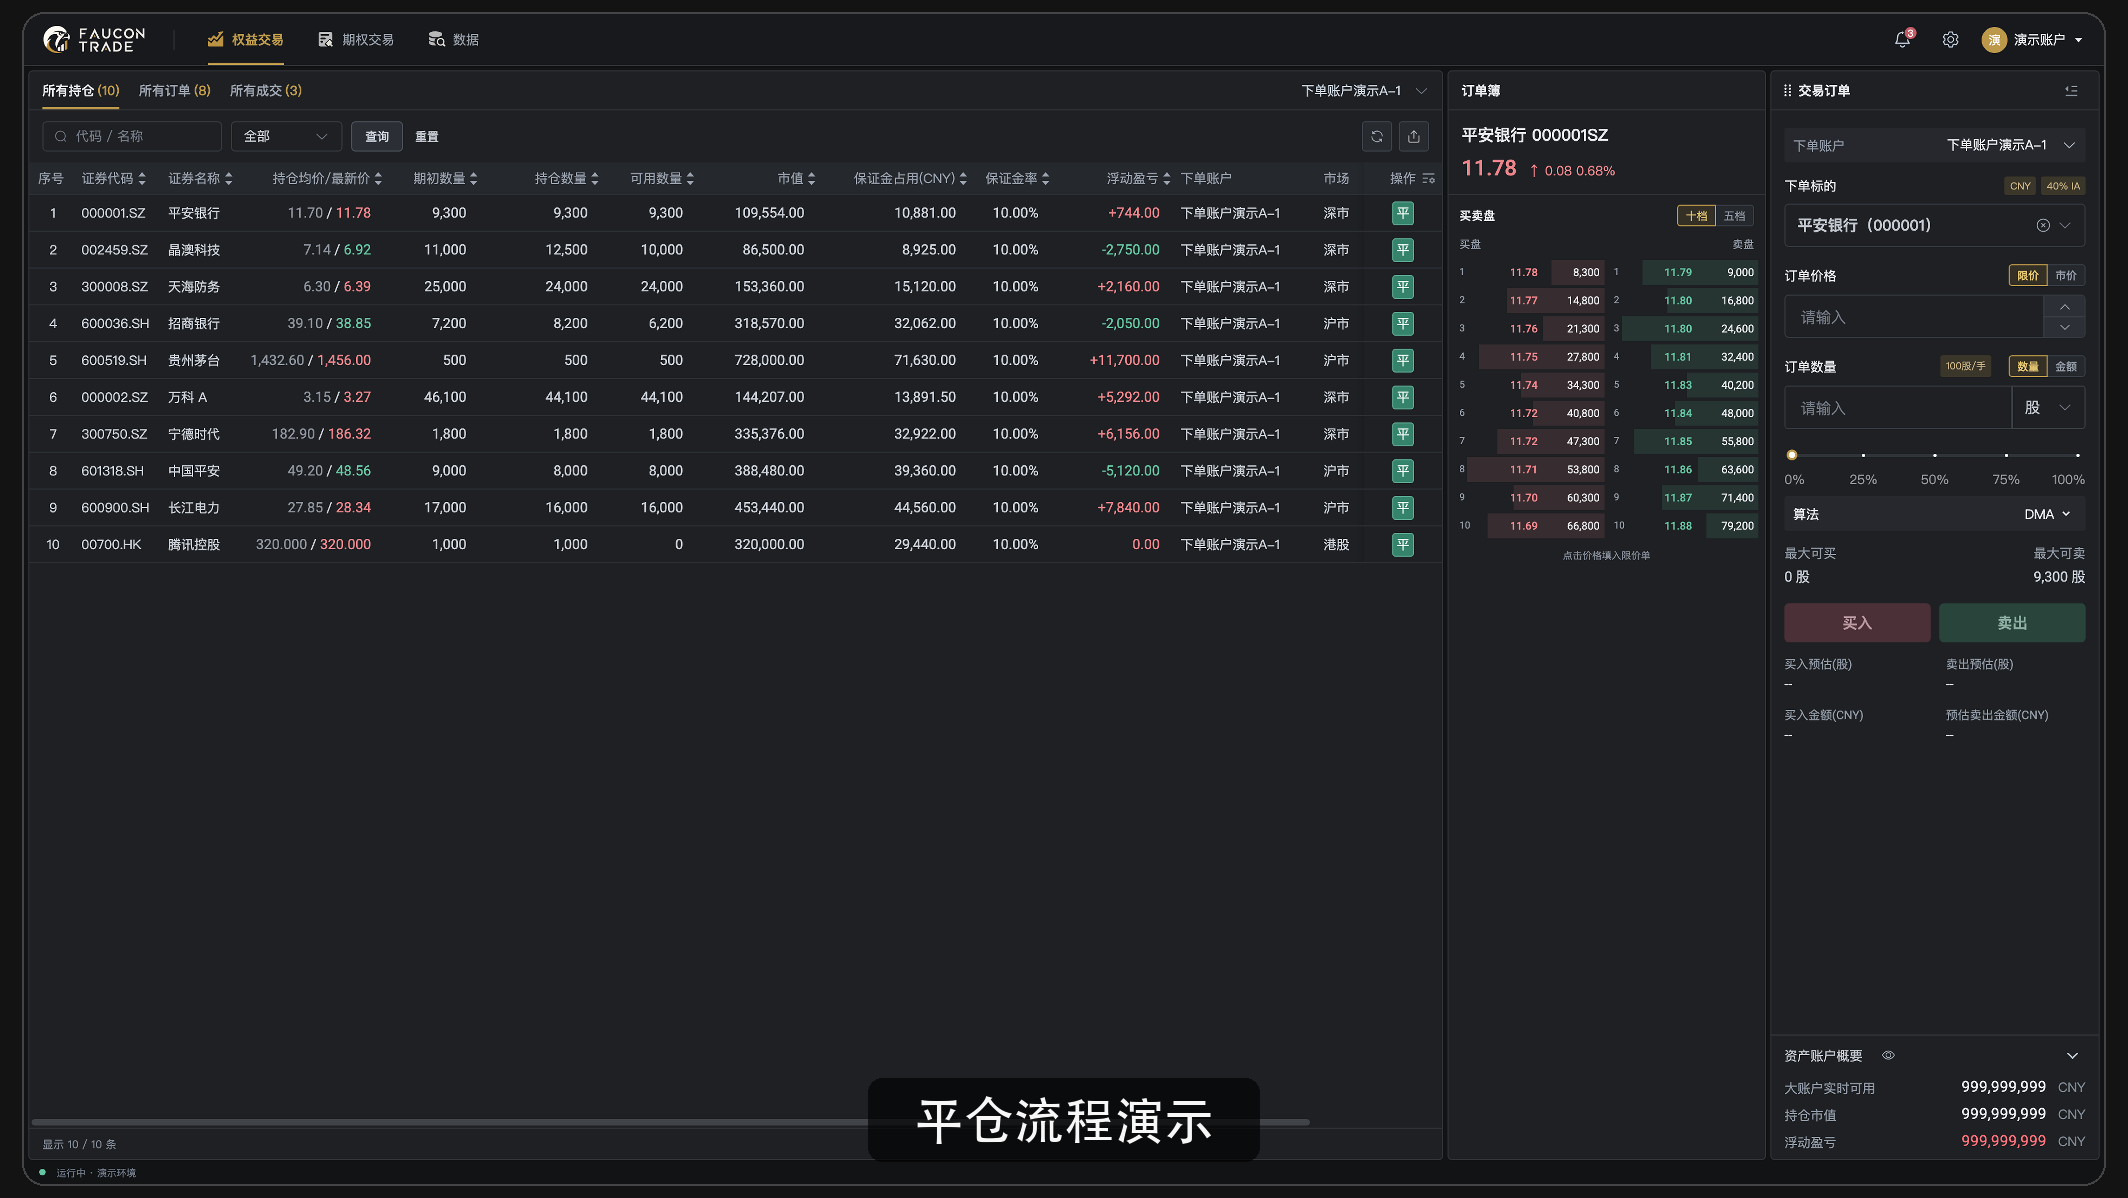 FAUCON TRADE
权益交易 期权交易 数据
3 演 演示账户
所有持仓 (10) 所有订单 (8) 所有成交 (3) 下单账户演示A-1
代码 / 名称 全部 查询 重置
序号 证券代码 证券名称 持仓均价/最新价 期初数量 持仓数量 可用数量 市值 保证金占用(CNY) 保证金率 浮动盈亏 下单账户 市场 操作
1 000001.SZ 平安银行 11.70 / 11.78 9,300 9,300 9,300 109,554.00 10,881.00 10.00% +744.00 下单账户演示A-1 深市 平
2 002459.SZ 晶澳科技 7.14 / 6.92 11,000 12,500 10,000 86,500.00 8,925.00 10.00% -2,750.00 下单账户演示A-1 深市 平
3 300008.SZ 天海防务 6.30 / 6.39 25,000 24,000 24,000 153,360.00 15,120.00 10.00% +2,160.00 下单账户演示A-1 深市 平
4 600036.SH 招商银行 39.10 / 38.85 7,200 8,200 6,200 318,570.00 32,062.00 10.00% -2,050.00 下单账户演示A-1 沪市 平
5 600519.SH 贵州茅台 1,432.60 / 1,456.00 500 500 500 728,000.00 71,630.00 10.00% +11,700.00 下单账户演示A-1 沪市 平
6 000002.SZ 万科 A 3.15 / 3.27 46,100 44,100 44,100 144,207.00 13,891.50 10.00% +5,292.00 下单账户演示A-1 深市 平
7 300750.SZ 宁德时代 182.90 / 186.32 1,800 1,800 1,800 335,376.00 32,922.00 10.00% +6,156.00 下单账户演示A-1 深市 平
8 601318.SH 中国平安 49.20 / 48.56 9,000 8,000 8,000 388,480.00 39,360.00 10.00% -5,120.00 下单账户演示A-1 沪市 平
9 600900.SH 长江电力 27.85 / 28.34 17,000 16,000 16,000 453,440.00 44,560.00 10.00% +7,840.00 下单账户演示A-1 沪市 平
10 00700.HK 腾讯控股 320.000 / 320.000 1,000 1,000 0 320,000.00 29,440.00 10.00% 0.00 下单账户演示A-1 港股 平
显示 10 / 10 条
运行中 · 演示环境
平仓流程演示
订单簿
平安银行 000001SZ
11.78 ↑ 0.08 0.68%
买卖盘 十档 五档
买盘 卖盘
1 11.78 8,300 1 11.79 9,000
2 11.77 14,800 2 11.80 16,800
3 11.76 21,300 3 11.80 24,600
4 11.75 27,800 4 11.81 32,400
5 11.74 34,300 5 11.83 40,200
6 11.72 40,800 6 11.84 48,000
7 11.72 47,300 7 11.85 55,800
8 11.71 53,800 8 11.86 63,600
9 11.70 60,300 9 11.87 71,400
10 11.69 66,800 10 11.88 79,200
点击价格填入限价单
交易订单
下单账户 下单账户演示A-1
下单标的 CNY 40% IA
平安银行（000001）
订单价格 限价 市价
请输入
订单数量 100股/手 数量 金额
请输入 股
0% 25% 50% 75% 100%
算法 DMA
最大可买 最大可卖
0 股 9,300 股
买入 卖出
买入预估(股) 卖出预估(股)
-- --
买入金额(CNY) 预估卖出金额(CNY)
-- --
资产账户概要
大账户实时可用 999,999,999 CNY
持仓市值 999,999,999 CNY
浮动盈亏 999,999,999 CNY